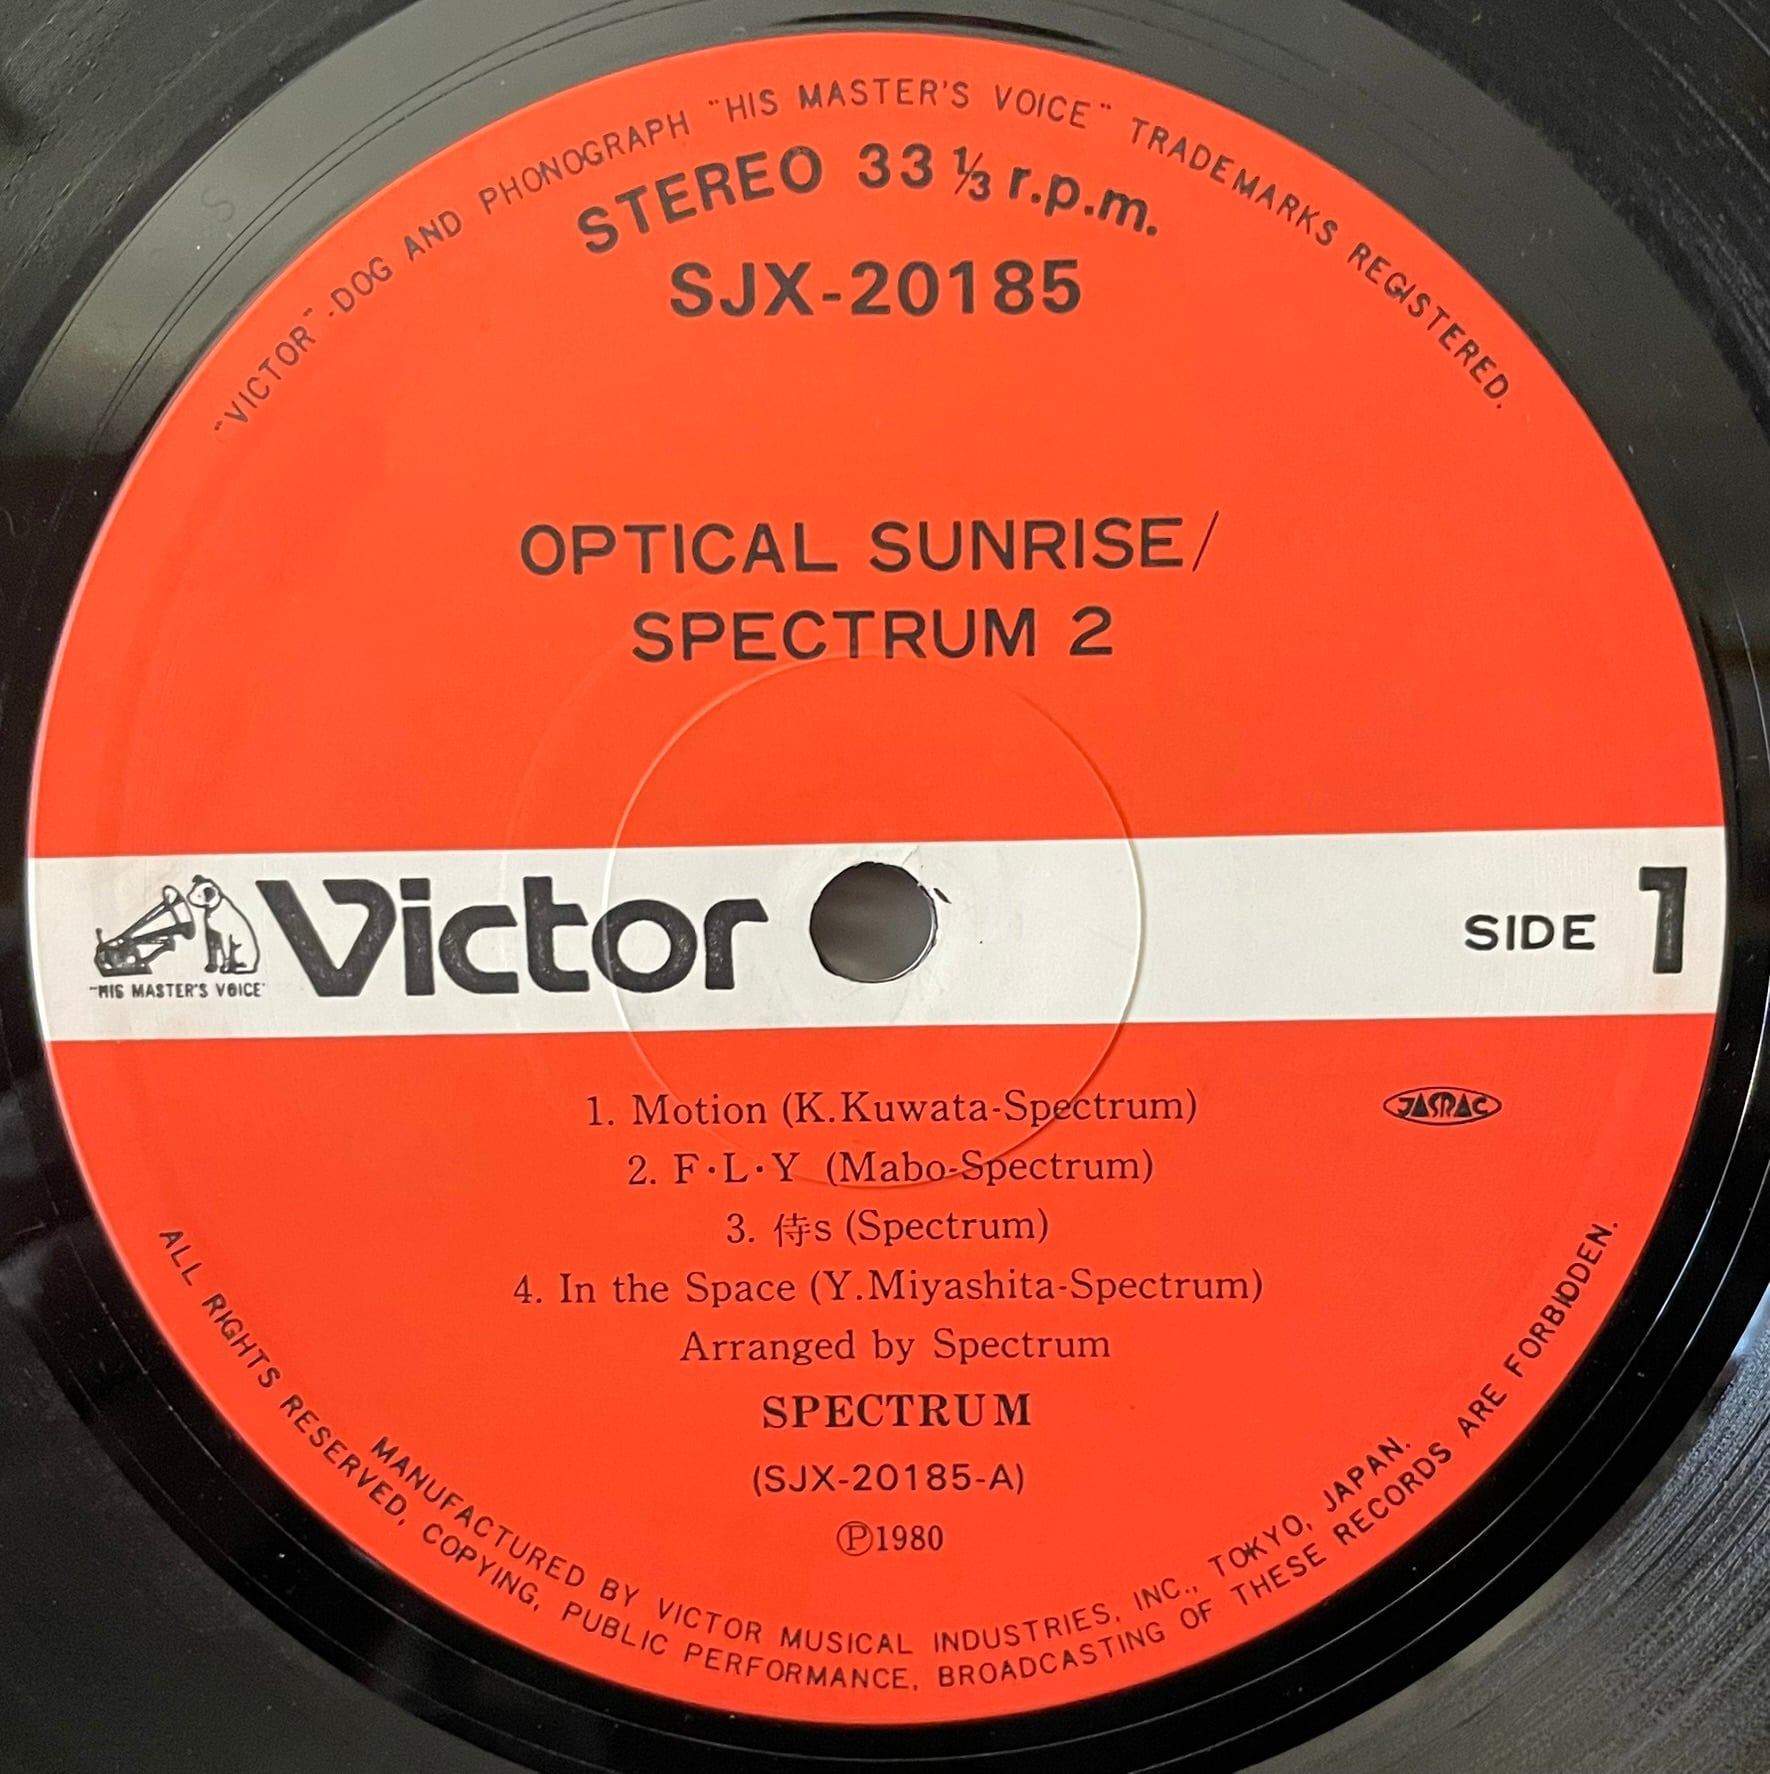 "VICTOR"-DOG AND PHONOGRAPH "HIS MASTER'S VOICE" TRADEMARKS REGISTERED.
STEREO 33 ⅓ r.p.m.
SJX-20185
OPTICAL SUNRISE/
SPECTRUM 2
"HIS MASTER'S VOICE"
Victor
SIDE 1
1. Motion (K.Kuwata-Spectrum)
JASRAC
2. F・L・Y (Mabo-Spectrum)
3. 侍s (Spectrum)
4. In the Space (Y.Miyashita-Spectrum)
Arranged by Spectrum
SPECTRUM
(SJX-20185-A)
Ⓟ1980
MANUFACTURED BY VICTOR MUSICAL INDUSTRIES, INC., TOKYO, JAPAN.
ALL RIGHTS RESERVED, COPYING, PUBLIC PERFORMANCE, BROADCASTING OF THESE RECORDS ARE FORBIDDEN.